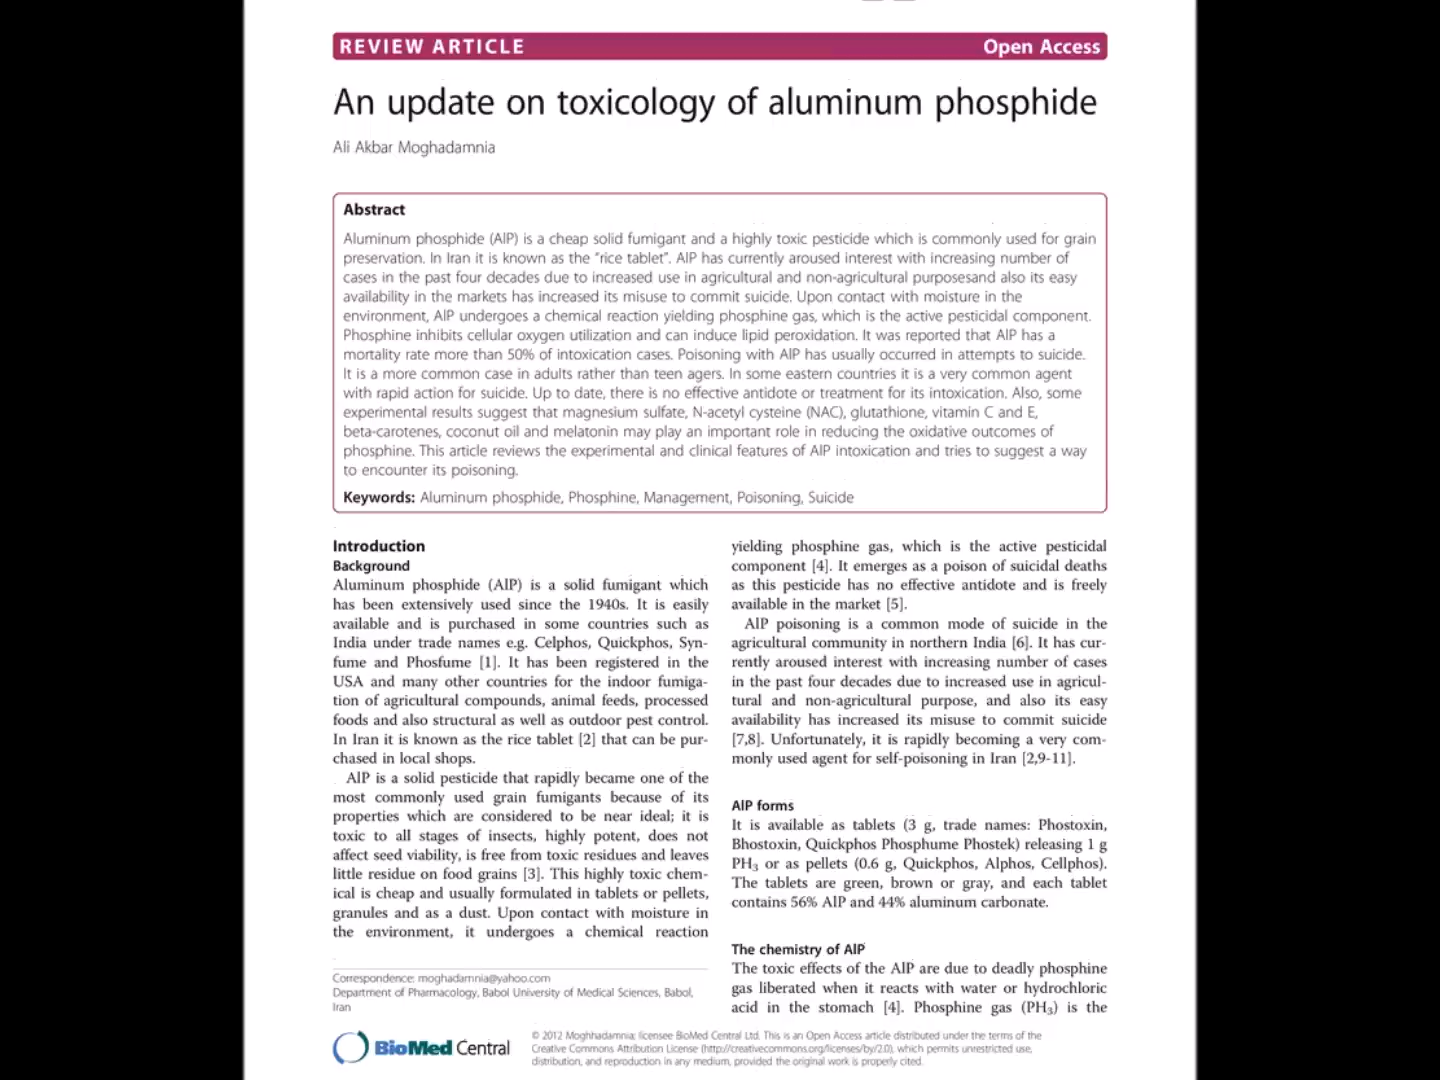 REVIEW ARTICLE
Open Access
An update on toxicology of aluminum phosphide
Ali Akbar Moghadamnia
Abstract
Aluminum phosphide (AlP) is a cheap solid fumigant and a highly toxic pesticide which is commonly used for grain
preservation. In Iran it is known as the “rice tablet”. AlP has currently aroused interest with increasing number of
cases in the past four decades due to increased use in agricultural and non-agricultural purposesand also its easy
availability in the markets has increased its misuse to commit suicide. Upon contact with moisture in the
environment, AlP undergoes a chemical reaction yielding phosphine gas, which is the active pesticidal component.
Phosphine inhibits cellular oxygen utilization and can induce lipid peroxidation. It was reported that AlP has a
mortality rate more than 50% of intoxication cases. Poisoning with AlP has usually occurred in attempts to suicide.
It is a more common case in adults rather than teen agers. In some eastern countries it is a very common agent
with rapid action for suicide. Up to date, there is no effective antidote or treatment for its intoxication. Also, some
experimental results suggest that magnesium sulfate, N-acetyl cysteine (NAC), glutathione, vitamin C and E,
beta-carotenes, coconut oil and melatonin may play an important role in reducing the oxidative outcomes of
phosphine. This article reviews the experimental and clinical features of AlP intoxication and tries to suggest a way
to encounter its poisoning.
Keywords: Aluminum phosphide, Phosphine, Management, Poisoning, Suicide
Introduction
Background
Aluminum phosphide (AlP) is a solid fumigant which
has been extensively used since the 1940s. It is easily
available and is purchased in some countries such as
India under trade names e.g. Celphos, Quickphos, Syn-
fume and Phosfume [1]. It has been registered in the
USA and many other countries for the indoor fumiga-
tion of agricultural compounds, animal feeds, processed
foods and also structural as well as outdoor pest control.
In Iran it is known as the rice tablet [2] that can be pur-
chased in local shops.
AlP is a solid pesticide that rapidly became one of the
most commonly used grain fumigants because of its
properties which are considered to be near ideal; it is
toxic to all stages of insects, highly potent, does not
affect seed viability, is free from toxic residues and leaves
little residue on food grains [3]. This highly toxic chem-
ical is cheap and usually formulated in tablets or pellets,
granules and as a dust. Upon contact with moisture in
the environment, it undergoes a chemical reaction
yielding phosphine gas, which is the active pesticidal
component [4]. It emerges as a poison of suicidal deaths
as this pesticide has no effective antidote and is freely
available in the market [5].
AlP poisoning is a common mode of suicide in the
agricultural community in northern India [6]. It has cur-
rently aroused interest with increasing number of cases
in the past four decades due to increased use in agricul-
tural and non-agricultural purpose, and also its easy
availability has increased its misuse to commit suicide
[7,8]. Unfortunately, it is rapidly becoming a very com-
monly used agent for self-poisoning in Iran [2,9-11].
AlP forms
It is available as tablets (3 g, trade names: Phostoxin,
Bhostoxin, Quickphos Phosphume Phostek) releasing 1 g
PH₃ or as pellets (0.6 g, Quickphos, Alphos, Cellphos).
The tablets are green, brown or gray, and each tablet
contains 56% AlP and 44% aluminum carbonate.
The chemistry of AlP
The toxic effects of the AlP are due to deadly phosphine
gas liberated when it reacts with water or hydrochloric
acid in the stomach [4]. Phosphine gas (PH₃) is the
Correspondence: moghadamnia@yahoo.com
Department of Pharmacology, Babol University of Medical Sciences, Babol,
Iran
BioMed Central
© 2012 Moghhadamnia; licensee BioMed Central Ltd. This is an Open Access article distributed under the terms of the
Creative Commons Attribution License (http://creativecommons.org/licenses/by/2.0), which permits unrestricted use,
distribution, and reproduction in any medium, provided the original work is properly cited.